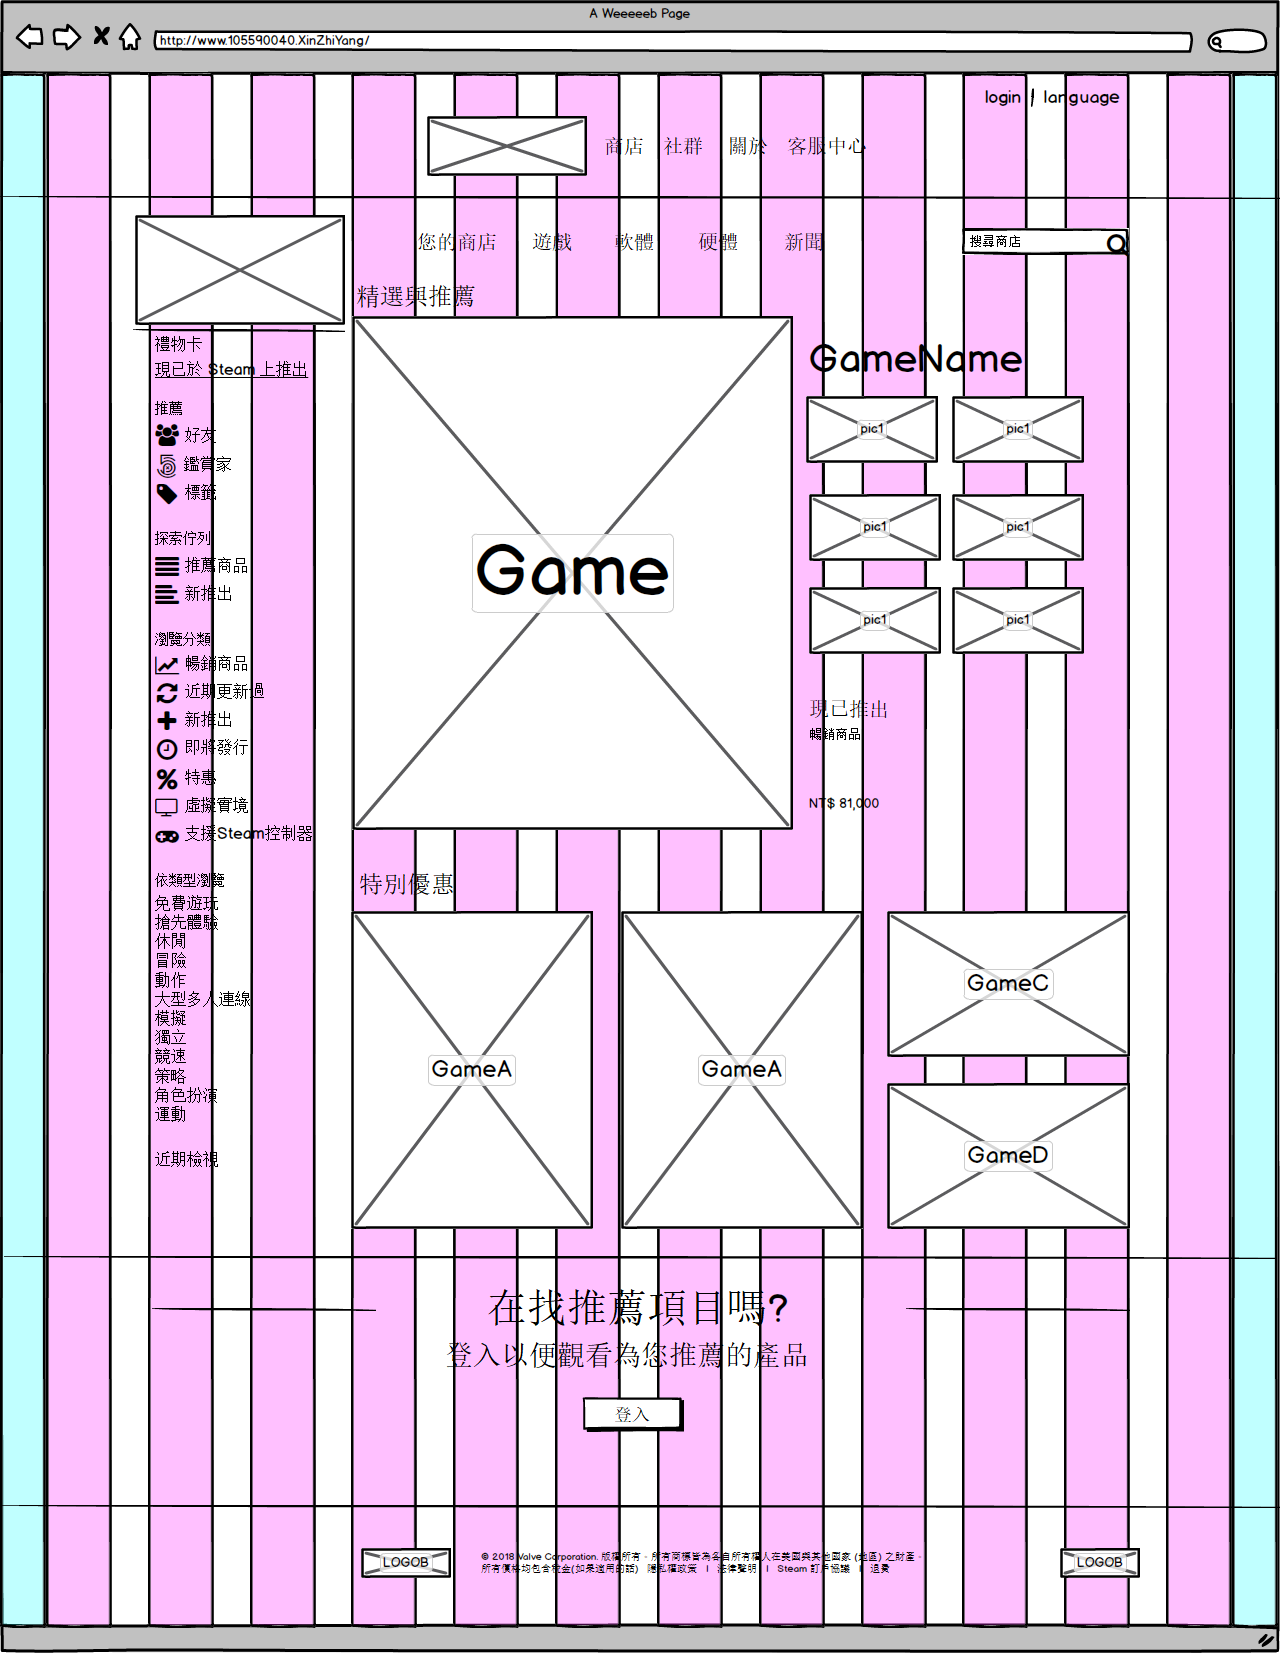 A Weeeeeb Page
http://www.105590040.XinZhiYang/
login | language
商店 社群 關於 客服中心
您的商店 遊戲 軟體 硬體 新聞
搜尋商店
精選與推薦
禮物卡
現已於 Steam 上推出
推薦
好友
鑑賞家
標籤
探索佇列
推薦商品
新推出
瀏覽分類
暢銷商品
近期更新過
新推出
即將發行
特惠
虛擬實境
支援Steam控制器
依類型瀏覽
免費遊玩
搶先體驗
休閒
冒險
動作
大型多人連線
模擬
獨立
競速
策略
角色扮演
運動
近期檢視
Game
GameName
pic1 pic1
pic1 pic1
pic1 pic1
現已推出
暢銷商品
NT$ 81,000
特別優惠
GameA
GameA
GameC
GameD
在找推薦項目嗎?
登入以便觀看為您推薦的產品
登入
LOGOB
© 2018 Valve Corporation. 版權所有。所有商標皆為各自所有權人在美國與其他國家 (地區) 之財產。
所有價格均包含稅金(如果適用的話) 隱私權政策 | 法律聲明 | Steam 訂戶協議 | 退費
LOGOB